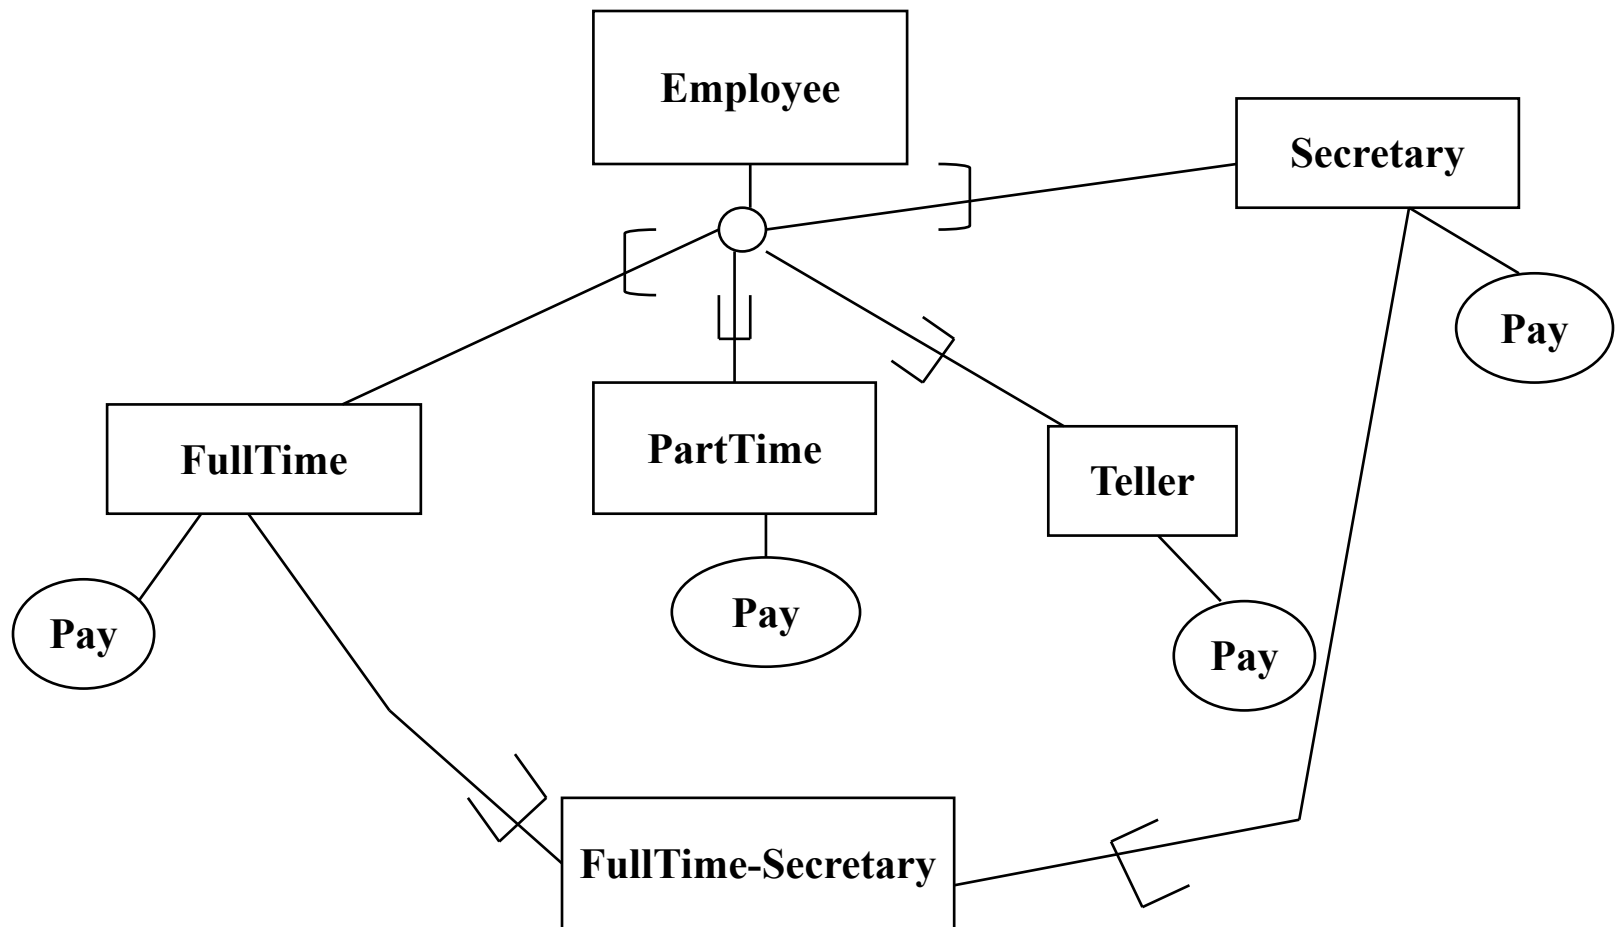 Employee
Secretary
Pay
FullTime
PartTime
Teller
Pay
Pay
Pay
FullTime-Secretary